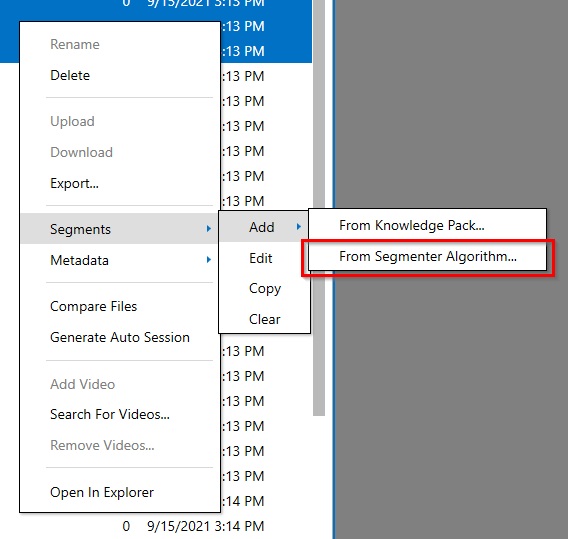 0 9/15/2021 3:13 PM
:13 PM
:13 PM
Rename
Delete
:13 PM
:13 PM
Upload
:13 PM
Download
:13 PM
Export...
:13 PM
:13 PM
Segments
Add
From Knowledge Pack...
Metadata
Edit
From Segmenter Algorithm...
Copy
Compare Files
Clear
Generate Auto Session
:13 PM
:13 PM
Add Video
:13 PM
Search For Videos...
:13 PM
Remove Videos...
:13 PM
:13 PM
Open In Explorer
:14 PM
0 9/15/2021 3:14 PM